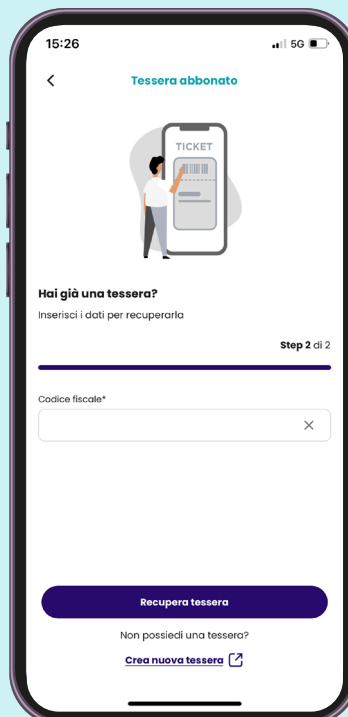 15:26
5G
Tessera abbonato
TICKET
Hai già una tessera?
Inserisci i dati per recuperarla
Step 2 di 2
Codice fiscale*
Recupera tessera
Non possiedi una tessera?
Crea nuova tessera